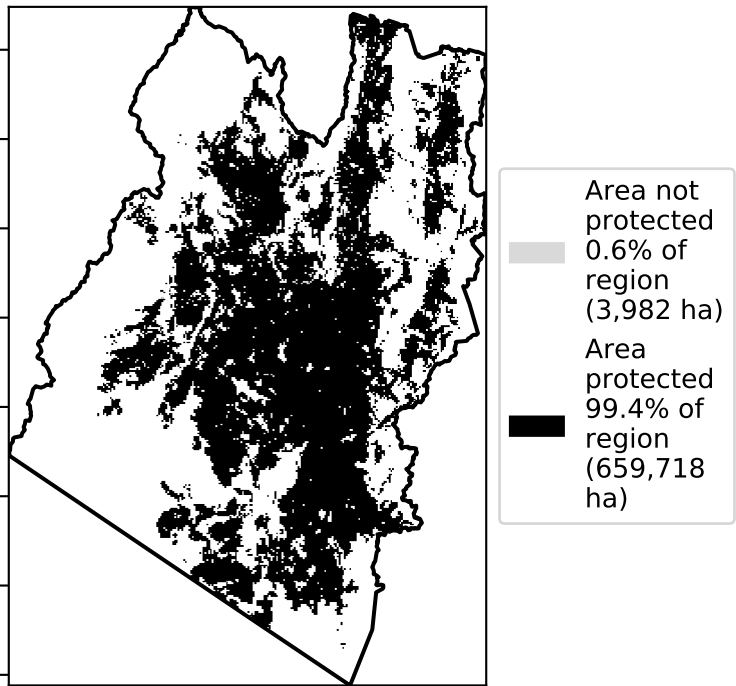 Area not
protected
0.6% of
region
(3,982 ha)
Area
protected
99.4% of
region
(659,718
ha)